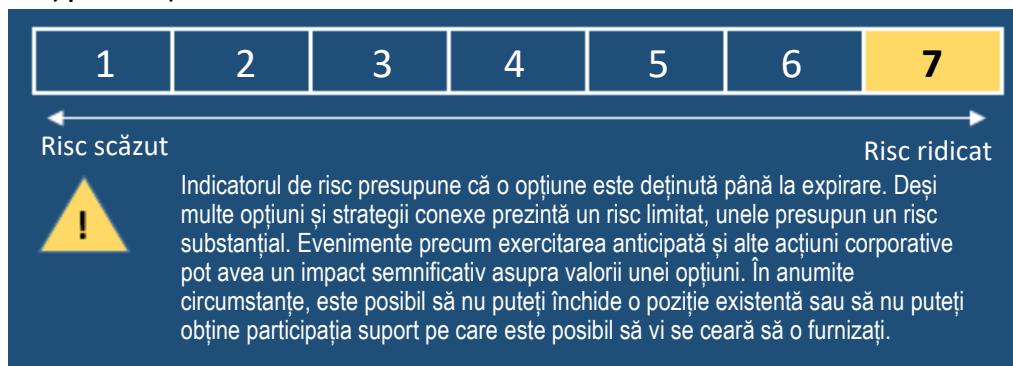 1 2 3 4 5 6 7
Risc scăzut
Risc ridicat
!
Indicatorul de risc presupune că o opțiune este deținută până la expirare. Deși
multe opțiuni și strategii conexe prezintă un risc limitat, unele presupun un risc
substanțial. Evenimente precum exercitarea anticipată și alte acțiuni corporative
pot avea un impact semnificativ asupra valorii unei opțiuni. În anumite
circumstanțe, este posibil să nu puteți închide o poziție existentă sau să nu puteți
obține participația suport pe care este posibil să vi se ceară să o furnizați.